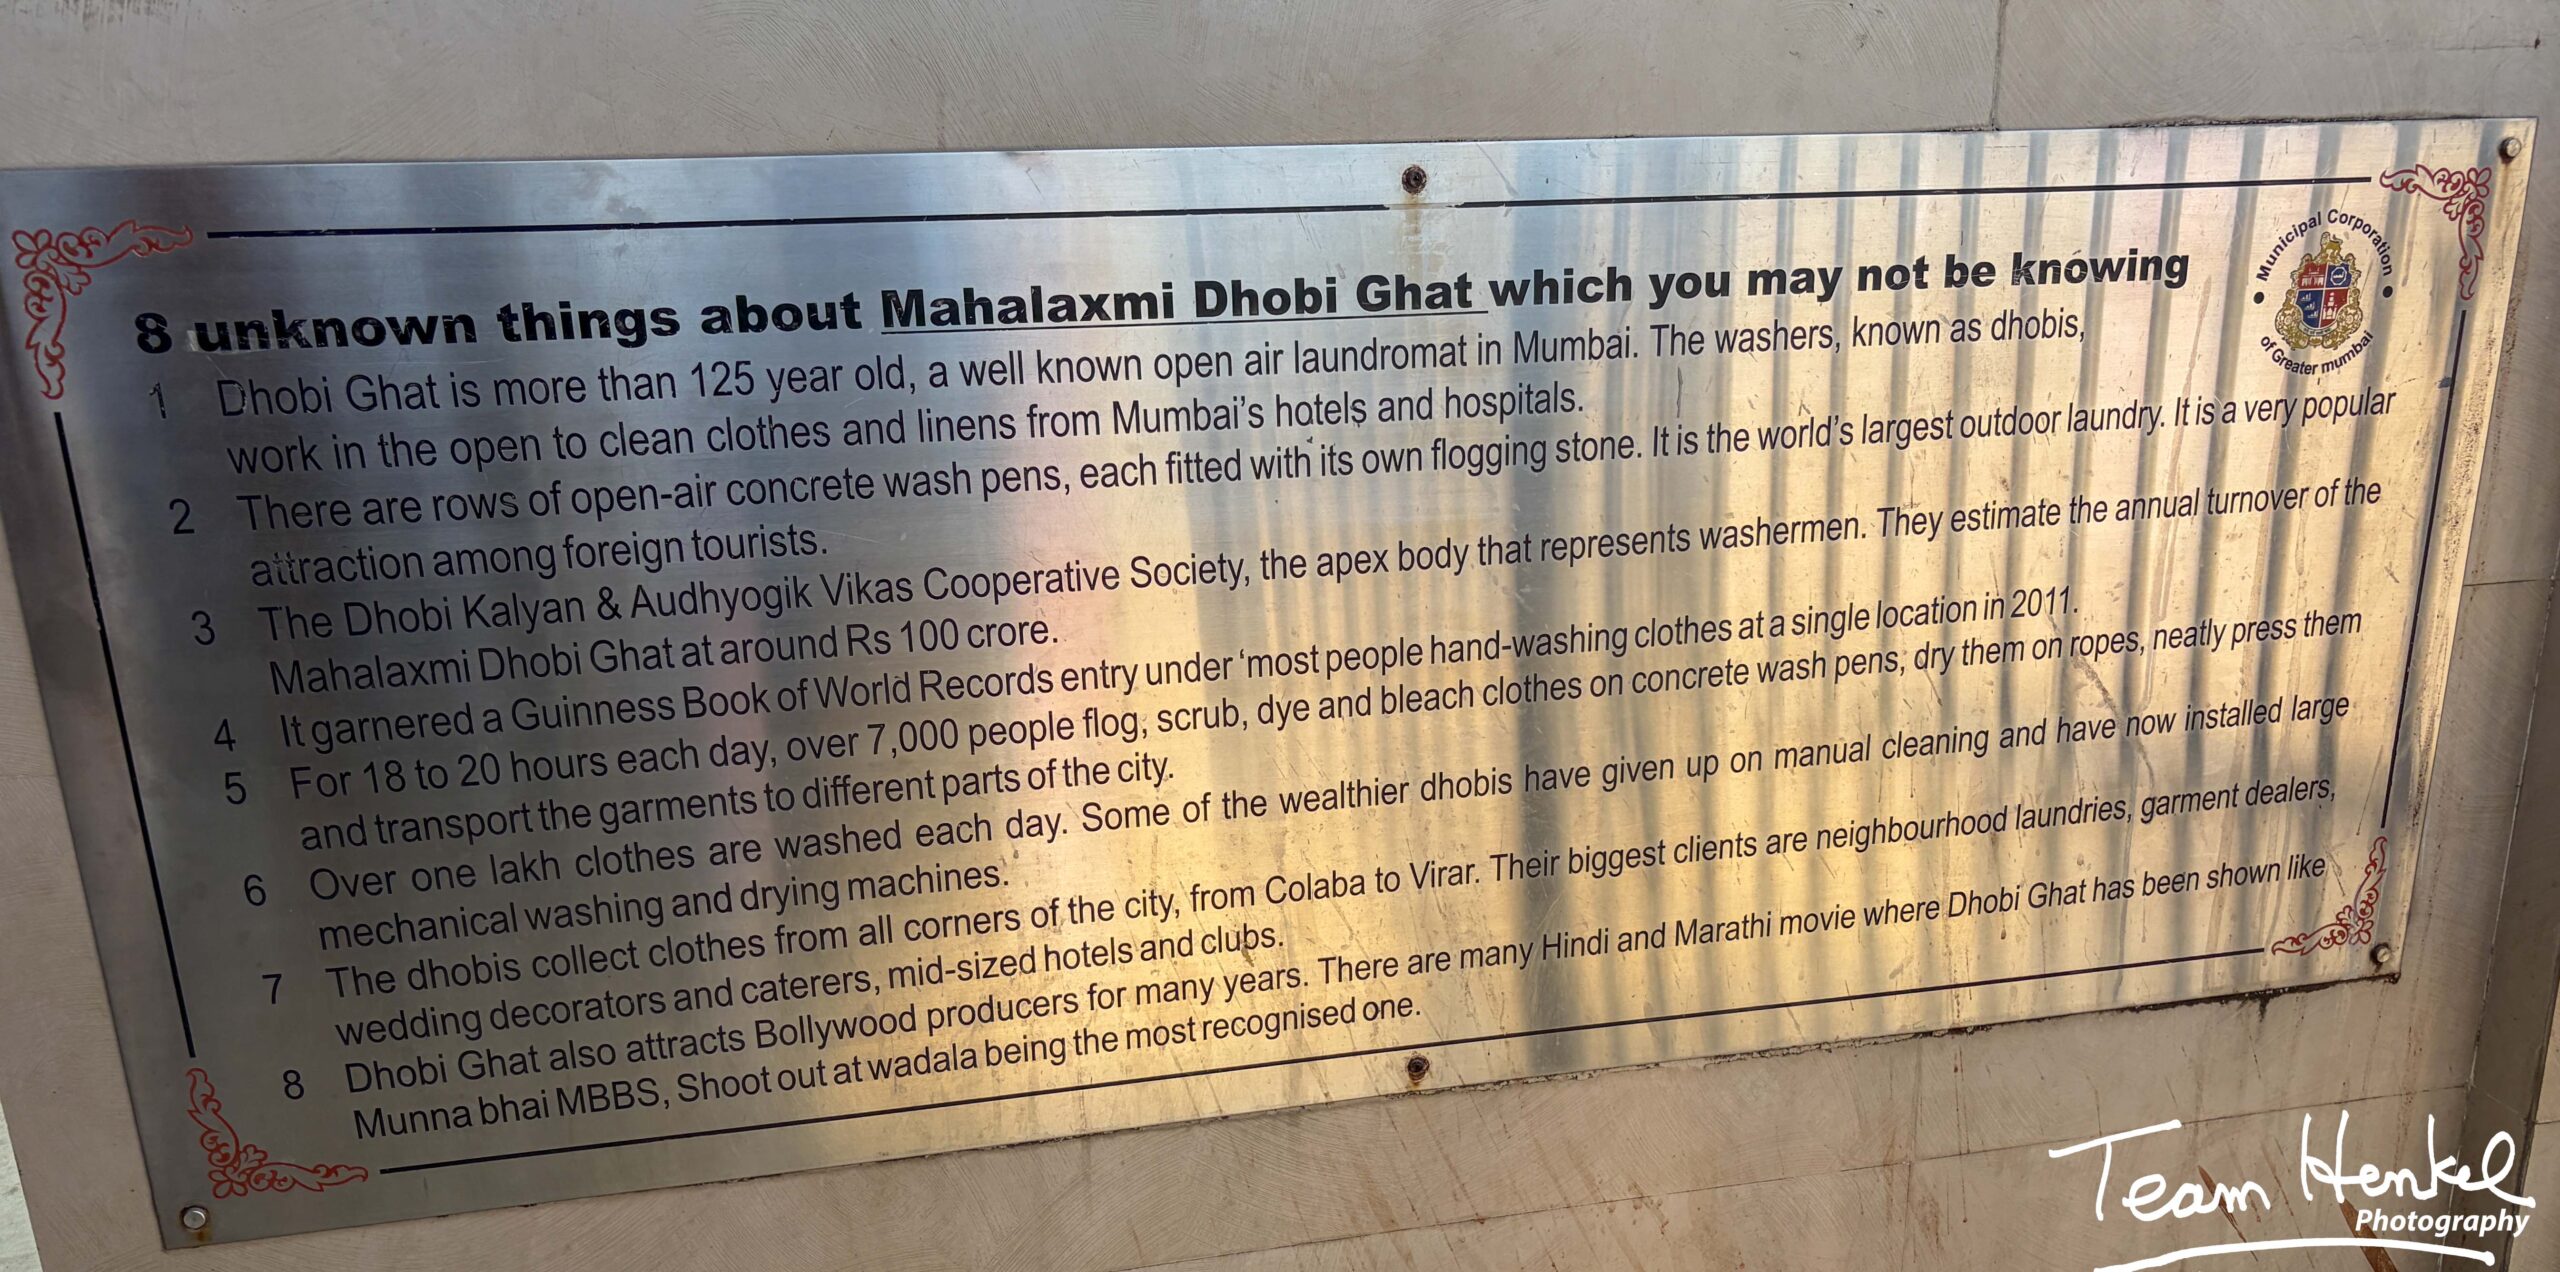 8 unknown things about Mahalaxmi Dhobi Ghat which you may not be knowing
Municipal Corporation
of Greater mumbai
1 Dhobi Ghat is more than 125 year old, a well known open air laundromat in Mumbai. The washers, known as dhobis,
work in the open to clean clothes and linens from Mumbai's hotels and hospitals.
2 There are rows of open-air concrete wash pens, each fitted with its own flogging stone. It is the world's largest outdoor laundry. It is a very popular
attraction among foreign tourists.
3 The Dhobi Kalyan & Audhyogik Vikas Cooperative Society, the apex body that represents washermen. They estimate the annual turnover of the
Mahalaxmi Dhobi Ghat at around Rs 100 crore.
4 It garnered a Guinness Book of World Records entry under 'most people hand-washing clothes at a single location in 2011.
5 For 18 to 20 hours each day, over 7,000 people flog, scrub, dye and bleach clothes on concrete wash pens, dry them on ropes, neatly press them
and transport the garments to different parts of the city.
6 Over one lakh clothes are washed each day. Some of the wealthier dhobis have given up on manual cleaning and have now installed large
mechanical washing and drying machines.
7 The dhobis collect clothes from all corners of the city, from Colaba to Virar. Their biggest clients are neighbourhood laundries, garment dealers,
wedding decorators and caterers, mid-sized hotels and clubs.
8 Dhobi Ghat also attracts Bollywood producers for many years. There are many Hindi and Marathi movie where Dhobi Ghat has been shown like
Munna bhai MBBS, Shoot out at wadala being the most recognised one.
Team Henkel
Photography